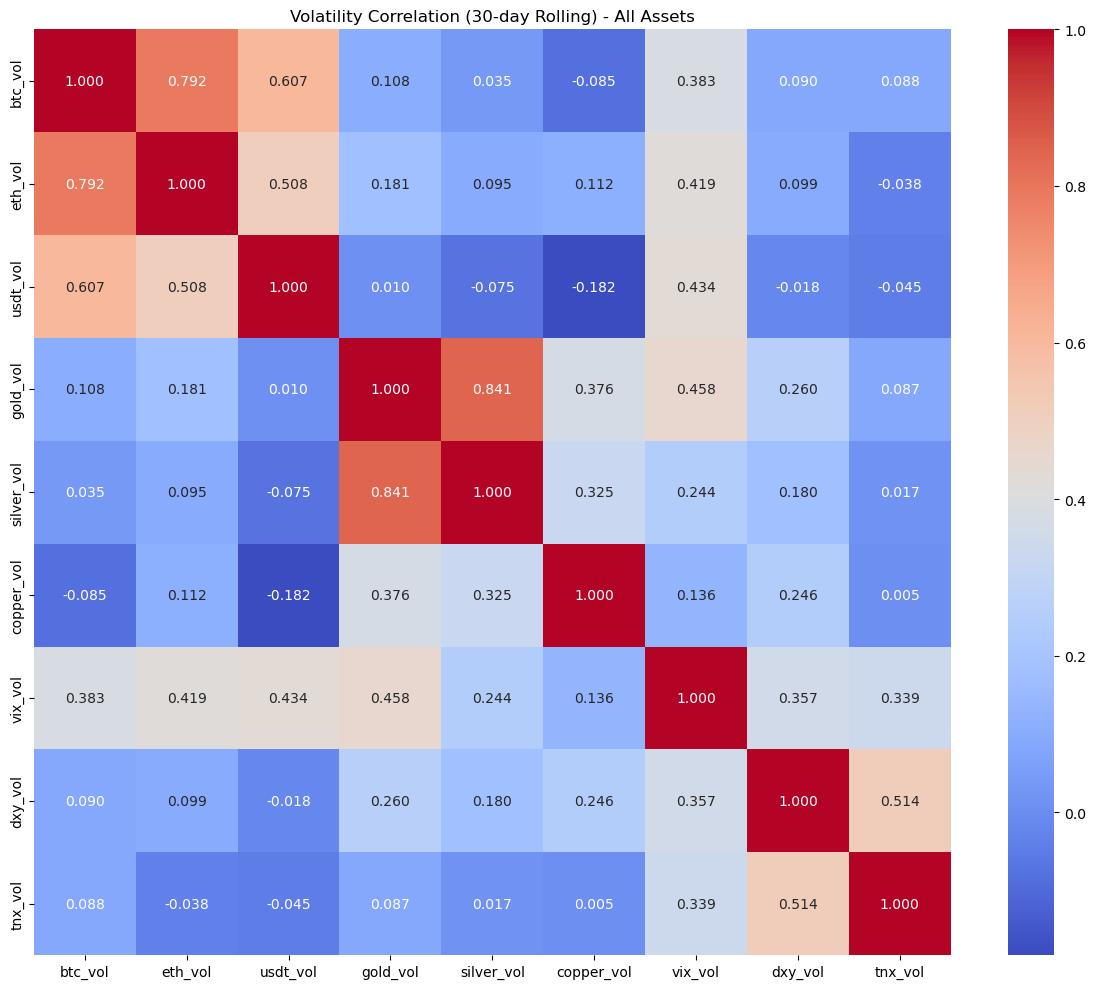 Volatility Correlation (30-day Rolling) - All Assets
btc_vol 1.000 0.792 0.607 0.108 0.035 -0.085 0.383 0.090 0.088
eth_vol 0.792 1.000 0.508 0.181 0.095 0.112 0.419 0.099 -0.038
usdt_vol 0.607 0.508 1.000 0.010 -0.075 -0.182 0.434 -0.018 -0.045
gold_vol 0.108 0.181 0.010 1.000 0.841 0.376 0.458 0.260 0.087
silver_vol 0.035 0.095 -0.075 0.841 1.000 0.325 0.244 0.180 0.017
copper_vol -0.085 0.112 -0.182 0.376 0.325 1.000 0.136 0.246 0.005
vix_vol 0.383 0.419 0.434 0.458 0.244 0.136 1.000 0.357 0.339
dxy_vol 0.090 0.099 -0.018 0.260 0.180 0.246 0.357 1.000 0.514
tnx_vol 0.088 -0.038 -0.045 0.087 0.017 0.005 0.339 0.514 1.000
btc_vol eth_vol usdt_vol gold_vol silver_vol copper_vol vix_vol dxy_vol tnx_vol
1.0
0.8
0.6
0.4
0.2
0.0